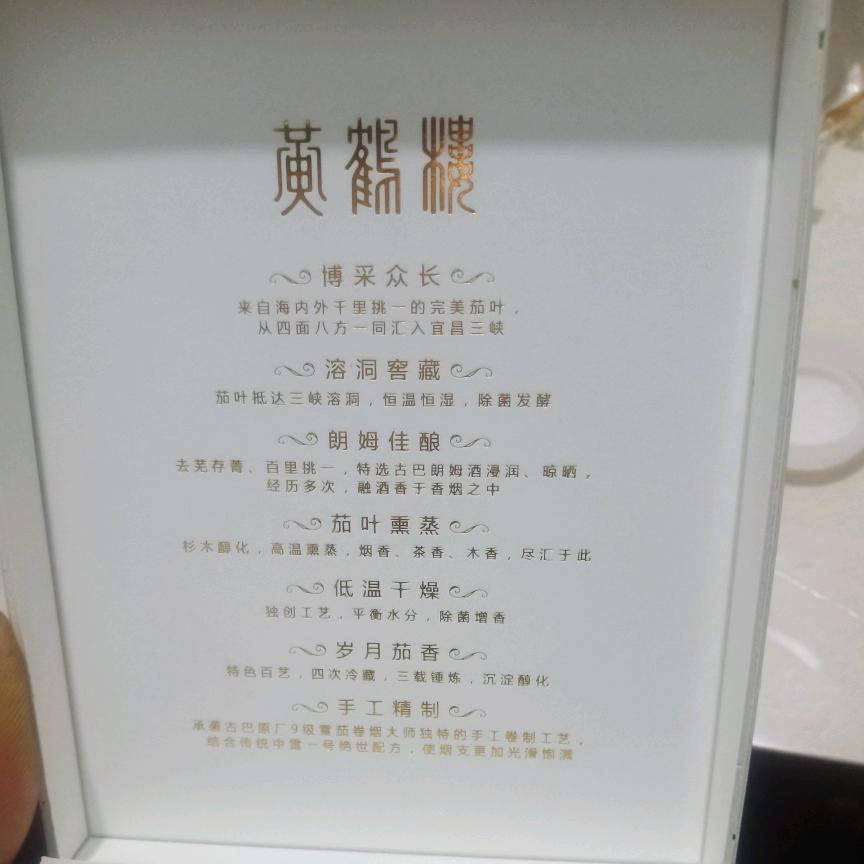 黄鹤楼
博采众长
来自海内外千里挑一的完美茄叶，
从四面八方一同汇入宜昌三峡
溶洞窖藏
茄叶抵达三峡溶洞，恒温恒湿，除菌发酵
朗姆佳酿
去芜存菁、百里挑一，特选古巴朗姆酒浸润、晾晒，
经历多次，融酒香于香烟之中
茄叶熏蒸
杉木醇化，高温熏蒸，烟香、茶香、木香，尽汇于此
低温干燥
独创工艺，平衡水分，除菌增香
岁月茄香
特色百艺，四次冷藏，三载锤炼，沉淀醇化
手工精制
承袭古巴原厂9级雪茄卷烟大师独特的手工卷制工艺，
结合传统中雪一号绝世配方，使烟支更加光滑饱满